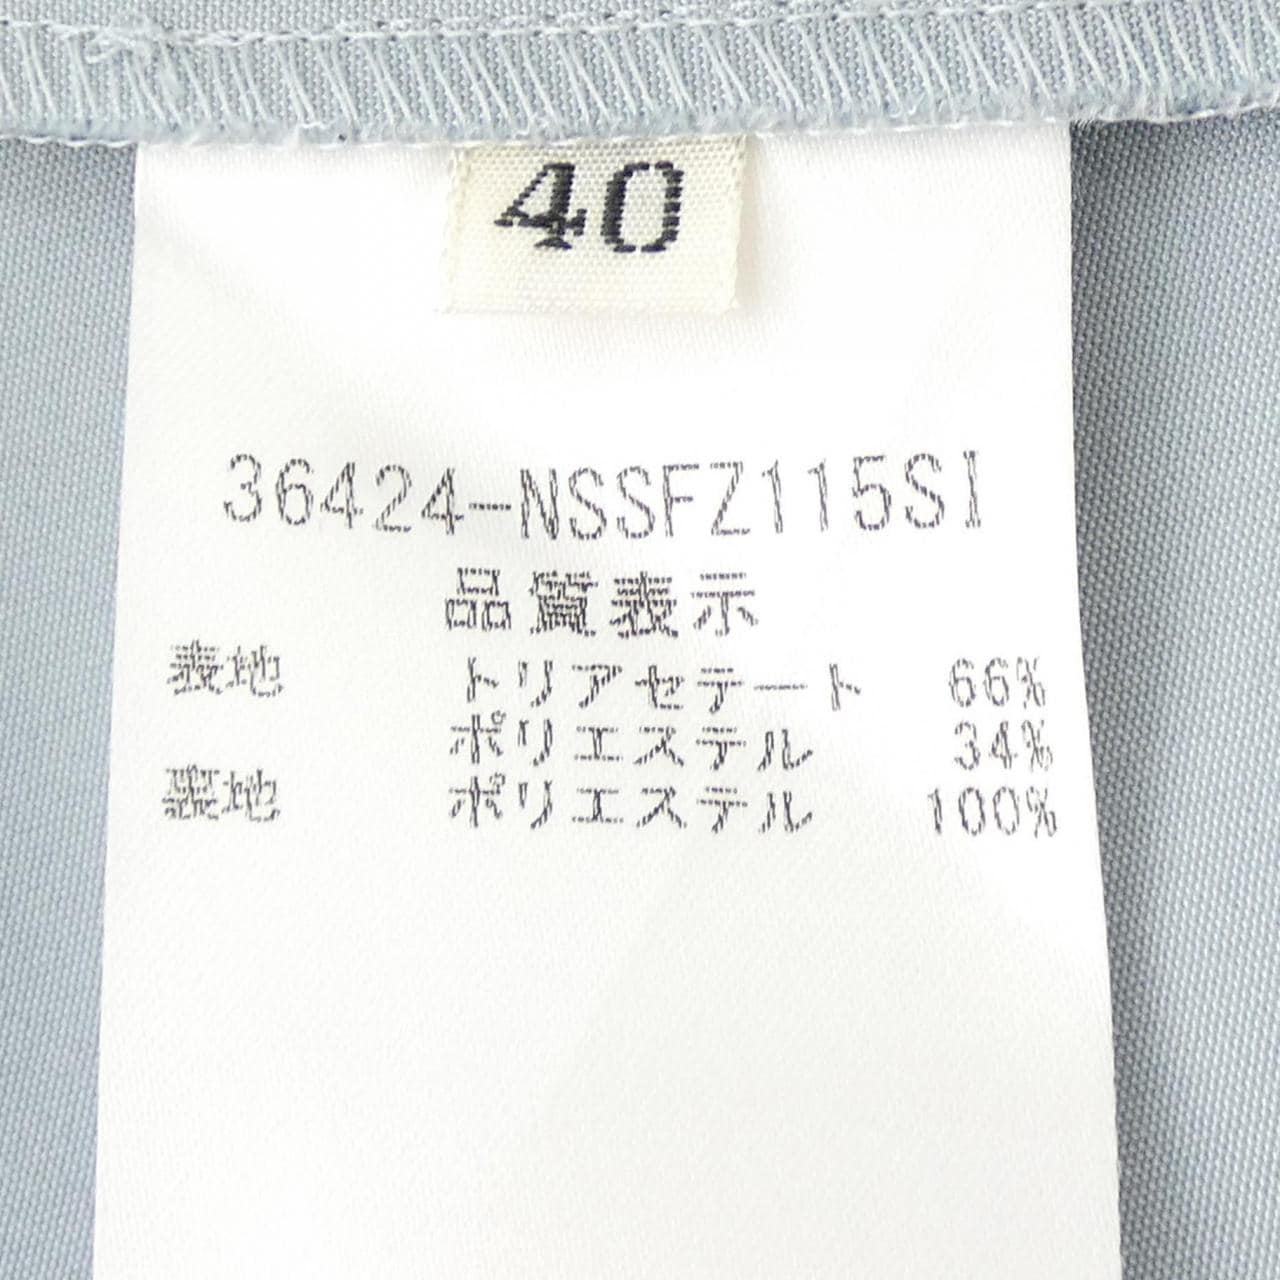 40
36424-NSSFZ115SI
品質表示
表地 トリアセテート 66%
ポリエステル 34%
裏地 ポリエステル 100%